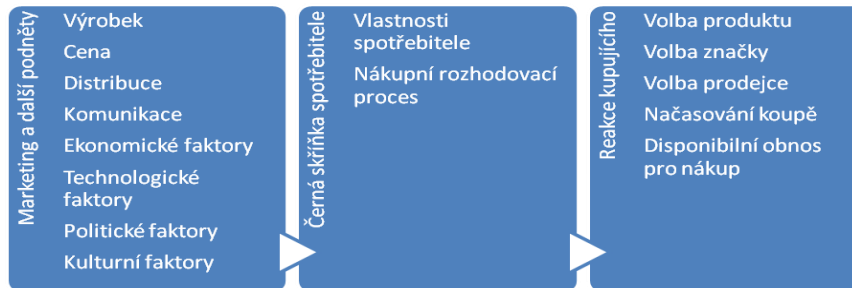 Marketing a další podněty
Výrobek
Cena
Distribuce
Komunikace
Ekonomické faktory
Technologické
faktory
Politické faktory
Kulturní faktory
Černá skříňka spotřebitele
Vlastnosti
spotřebitele
Nákupní rozhodovací
proces
Reakce kupujícího
Volba produktu
Volba značky
Volba prodejce
Načasování koupě
Disponibilní obnos
pro nákup